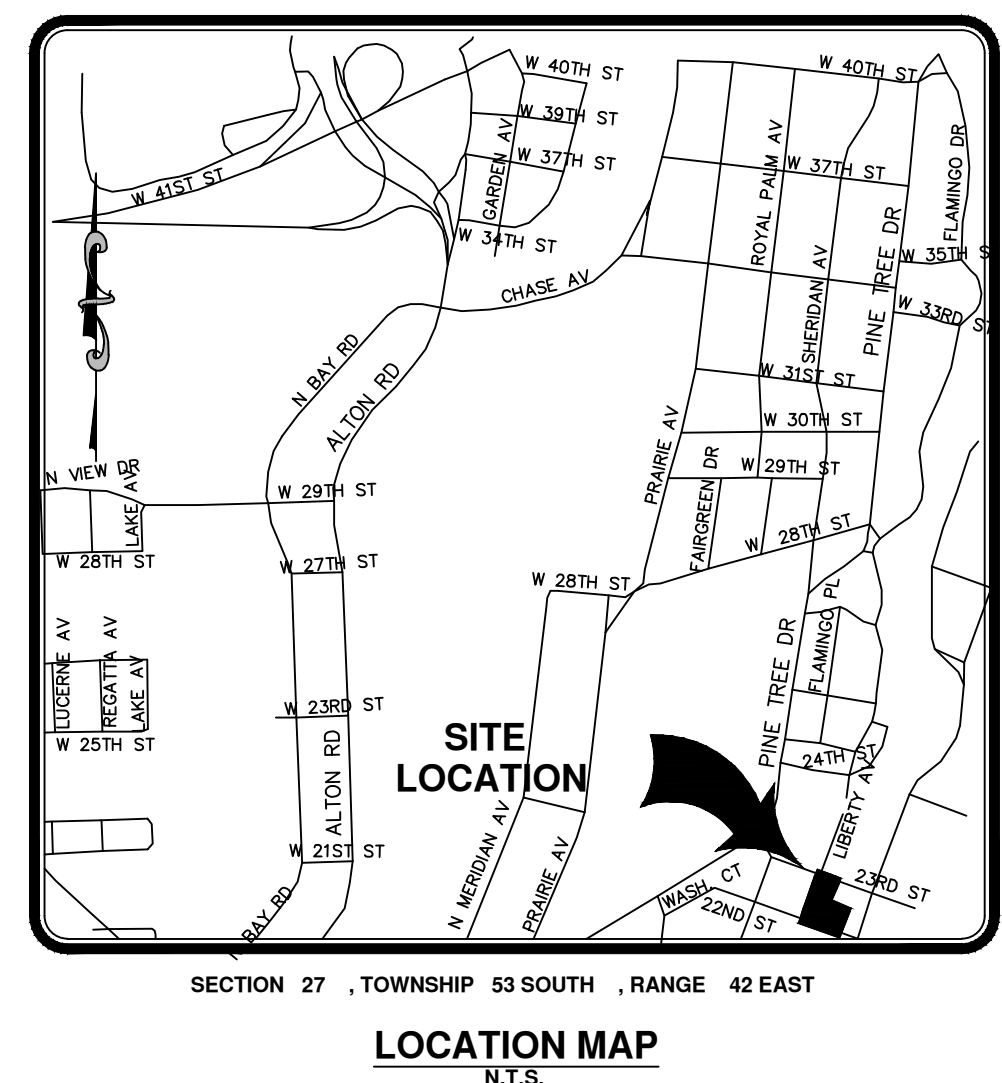 W 40TH ST
W 40TH ST
W 39TH ST
GARDEN AV
W 37TH ST
W 37TH ST
ROYAL PALM AV
FLAMINGO DR
W 41ST ST
W 34TH ST
PINE TREE DR
W 35TH S
SHERIDAN AV
CHASE AV
W 33RD ST
N BAY RD
ALTON RD
W 31ST ST
W 30TH ST
PRAIRIE AV
FAIRGREEN DR
W 29TH ST
N VIEW DR
LAKE AV
W 29TH ST
W 28TH ST
W 28TH ST
W 27TH ST
W 28TH ST
FLAMINGO PL
LUCERNE AV
REGATTA AV
LAKE AV
PINE TREE DR
W 23RD ST
W 25TH ST
SITE
LOCATION
24TH ST
ALTON RD
LIBERTY AV
W 21ST ST
N MERIDIAN AV
PRAIRIE AV
WASH. CT
23RD ST
22ND ST
N BAY RD
SECTION 27 , TOWNSHIP 53 SOUTH , RANGE 42 EAST
LOCATION MAP
N.T.S.